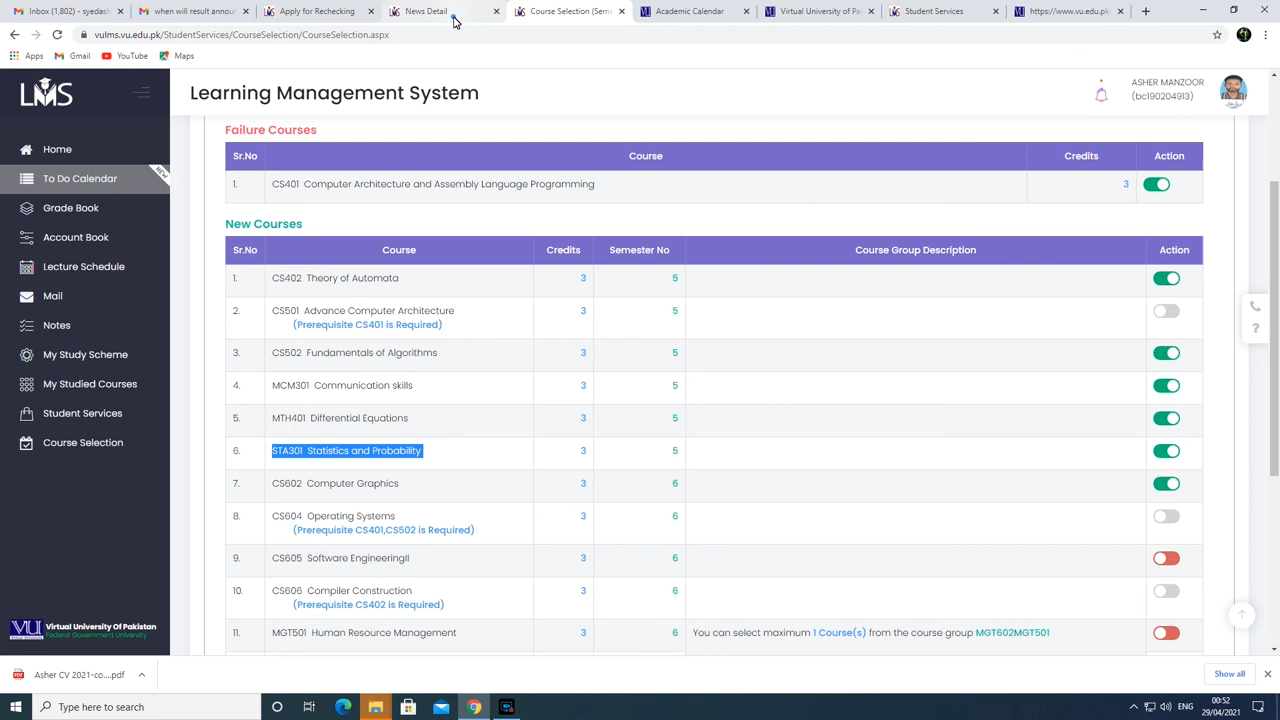 Inbox (1,802) - syedash
when will result annour
Apply for Rechecking
News Detail
Course Selection (Seme
Academic Calendar
Virtual University of Pak
Student Services
https://www.vu.edu.pk
vulms.vu.edu.pk/StudentServices/CourseSelection/CourseSelection.aspx
Apps
Gmail
YouTube
Maps
LMS
Learning Management System
ASHER MANZOOR
(bc190204913)
Home
To Do Calendar
NEW
Grade Book
Account Book
Lecture Schedule
Mail
Notes
My Study Scheme
My Studied Courses
Student Services
Course Selection
VU Virtual University Of Pakistan
Federal Government University
Failure Courses
Sr.No Course Credits Action
1. CS401 Computer Architecture and Assembly Language Programming 3
New Courses
Sr.No Course Credits Semester No Course Group Description Action
1. CS402 Theory of Automata 3 5
2. CS501 Advance Computer Architecture 3 5
(Prerequisite CS401 is Required)
3. CS502 Fundamentals of Algorithms 3 5
4. MCM301 Communication skills 3 5
5. MTH401 Differential Equations 3 5
6. STA301 Statistics and Probability 3 5
7. CS602 Computer Graphics 3 6
8. CS604 Operating Systems 3 6
(Prerequisite CS401,CS502 is Required)
9. CS605 Software EngineeringII 3 6
10. CS606 Compiler Construction 3 6
(Prerequisite CS402 is Required)
11. MGT501 Human Resource Management 3 6 You can select maximum 1 Course(s) from the course group MGT602MGT501
Asher CV 2021-co....pdf
Show all
Type here to search
ENG
00:52
29/04/2021